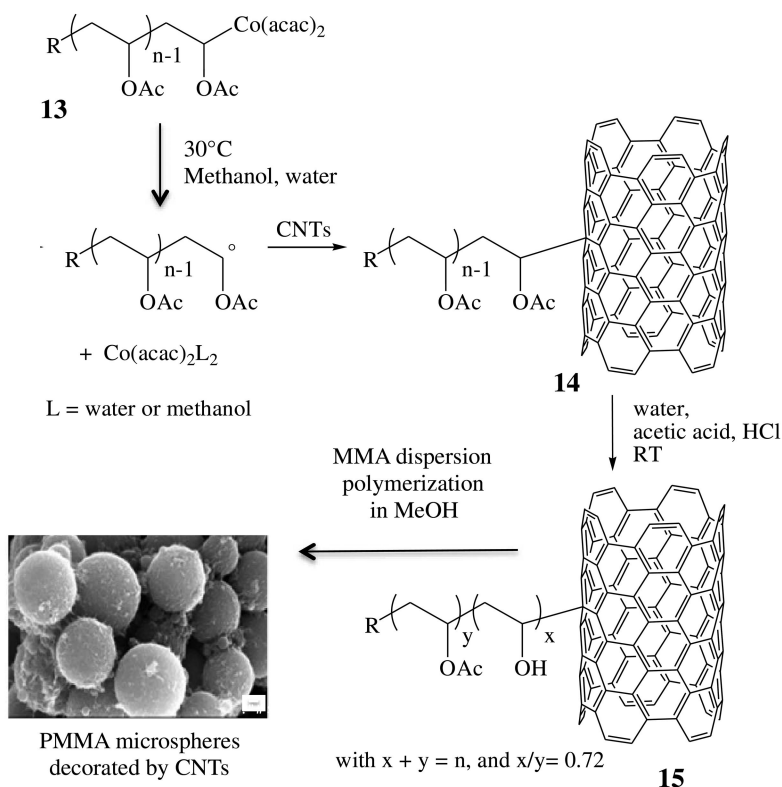 R
n-1
Co(acac)2
OAc
OAc
13
30°C
Methanol, water
R
n-1
OAc
OAc
CNTs
R
n-1
OAc
OAc
+ Co(acac)2L2
14
L = water or methanol
water,
acetic acid, HCl
RT
MMA dispersion
polymerization
in MeOH
R
y
x
OAc
OH
PMMA microspheres
decorated by CNTs
with x + y = n, and x/y= 0.72
15